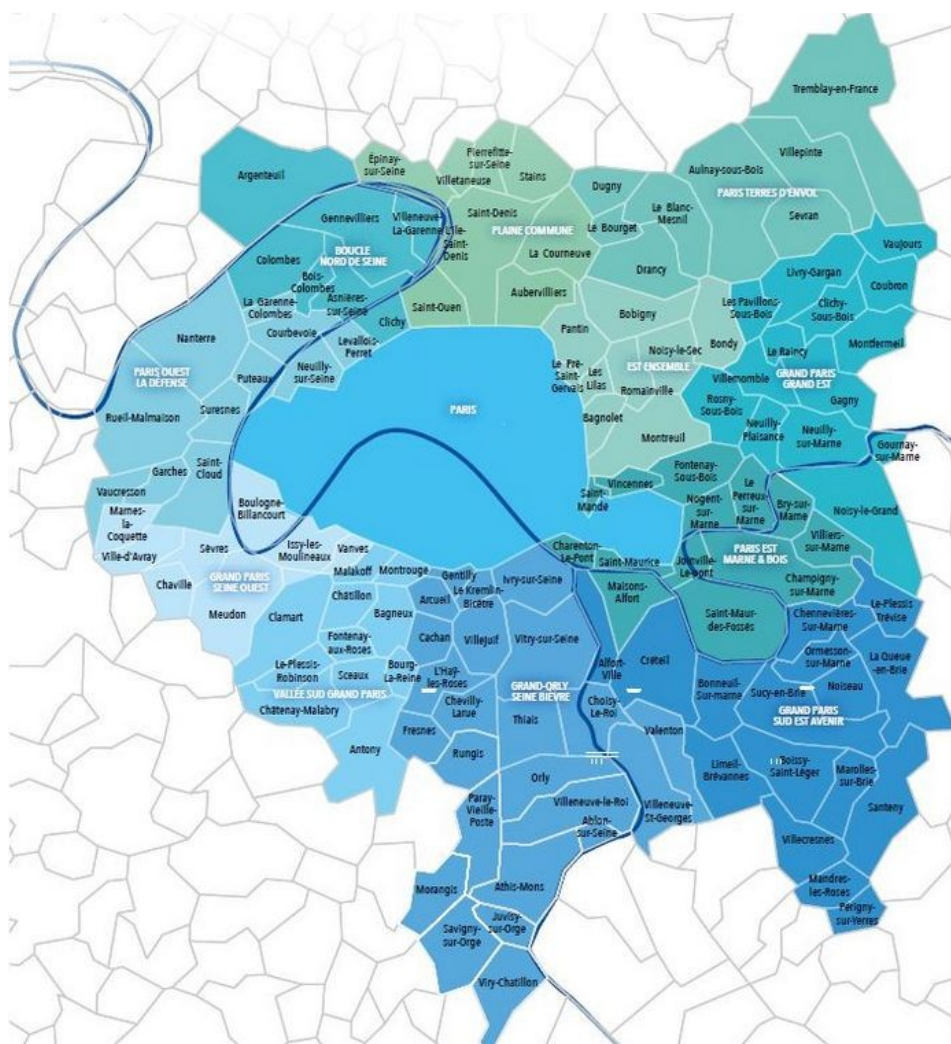 Tremblay-en-France
Villepinte
Aulnay-sous-Bois
PARIS TERRES D'ENVOL
Sevran
Dugny
Le Blanc-
Mesnil
Le Bourget
Drancy
Argenteuil
Épinay-
sur-Seine
Pierrefitte-
sur-Seine
Villetaneuse
Stains
Saint-Denis
PLAINE COMMUNE
L'Île-
Saint-
Denis
La Courneuve
Aubervilliers
Saint-Ouen
Gennevilliers
Villeneuve-
La-Garenne
BOUCLE
NORD DE SEINE
Colombes
Bois-
Colombes
Asnières-
sur-Seine
Clichy
La Garenne-
Colombes
Courbevoie
Levallois-
Perret
Nanterre
Neuilly-
sur-Seine
PARIS OUEST
LA DÉFENSE
Puteaux
Rueil-Malmaison
Suresnes
Saint-
Cloud
Garches
Vaucresson
Vaujours
Livry-Gargan
Coubron
Clichy-
Sous-Bois
Les Pavillons-
Sous-Bois
Montfermeil
Le Raincy
GRAND PARIS
GRAND EST
Villemomble
Gagny
Rosny-
Sous-Bois
Neuilly-
Plaisance
Neuilly-
sur-Marne
Gournay-
sur-Marne
Noisy-le-Grand
Bobigny
Pantin
Bondy
Noisy-le-Sec
Le Pré-
Saint-
Gervais
Les
Lilas
EST ENSEMBLE
Romainville
Bagnolet
Montreuil
PARIS
Fontenay-
Sous-Bois
Vincennes
Saint-
Mandé
Nogent-
sur-
Marne
Le
Perreux-
sur-
Marne
Bry-sur-
Marne
Villiers-
sur-Marne
PARIS EST
MARNE & BOIS
Charenton-
Le-Pont
Saint-Maurice
Joinville-
Le-Pont
Champigny-
sur-Marne
Maisons-
Alfort
Saint-Maur-
des-Fossés
Marnes-
la-
Coquette
Ville-d'Avray
Boulogne-
Billancourt
Sèvres
Issy-les-
Moulineaux
Vanves
Chaville
GRAND PARIS
SEINE OUEST
Meudon
Malakoff
Montrouge
Châtillon
Clamart
Bagneux
Fontenay-
aux-Roses
Le-Plessis-
Robinson
Sceaux
Bourg-
La-Reine
VALLÉE SUD GRAND PARIS
Châtenay-Malabry
Antony
Gentilly
Ivry-sur-Seine
Arcueil
Le Kremlin-
Bicêtre
Cachan
Villejuif
Vitry-sur-Seine
L'Haÿ-
les-Roses
GRAND-ORLY
SEINE BIÈVRE
Chevilly-
Larue
Choisy-
Le-Roi
Thiais
Fresnes
Rungis
Valenton
Orly
Paray-
Vieille-
Poste
Villeneuve-le-Roi
Villeneuve-
St-Georges
Ablon-
sur-Seine
Athis-Mons
Morangis
Juvisy-
sur-Orge
Savigny-
sur-Orge
Viry-Chatillon
Alfort-
Ville
Créteil
Chennevières-
Sur-Marne
Le-Plessis
Trévise
Ormesson-
sur-Marne
La Queue-
en-Brie
Bonneuil-
Sur-marne
Sucy-en-Brie
Noiseau
GRAND PARIS
SUD EST AVENIR
Limeil-
Brévannes
Boissy-
Saint-Léger
Marolles-
sur-Brie
Santeny
Villecresnes
Mandres-
les-Roses
Périgny-
sur-Yerres